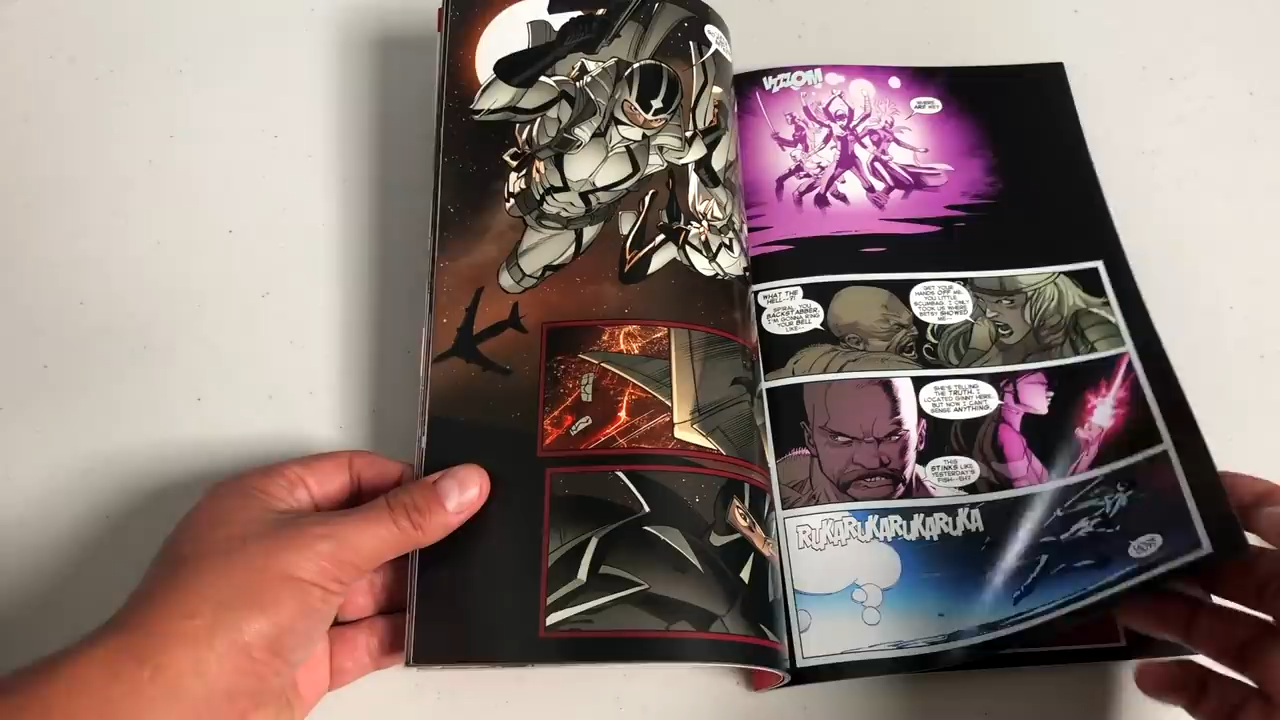 VZZOM
WHERE
ARE WE?
WHAT THE
HELL--?!
SPIRAL, YOU
BACKSTABBER,
I'M GONNA RING
YOUR BELL
LIKE--
GET YOUR
HANDS OFF ME,
YOU LITTLE
SCUMBAG. I ONLY
TOOK US WHERE
BETSY SHOWED
ME--
SHE'S TELLING
THE TRUTH. I
LOCATED GINNY HERE,
BUT NOW I CAN'T
SENSE ANYTHING.
THIS
STINKS LIKE
YESTERDAY'S
FISH--EH?
RUKARUKARUKARUKA